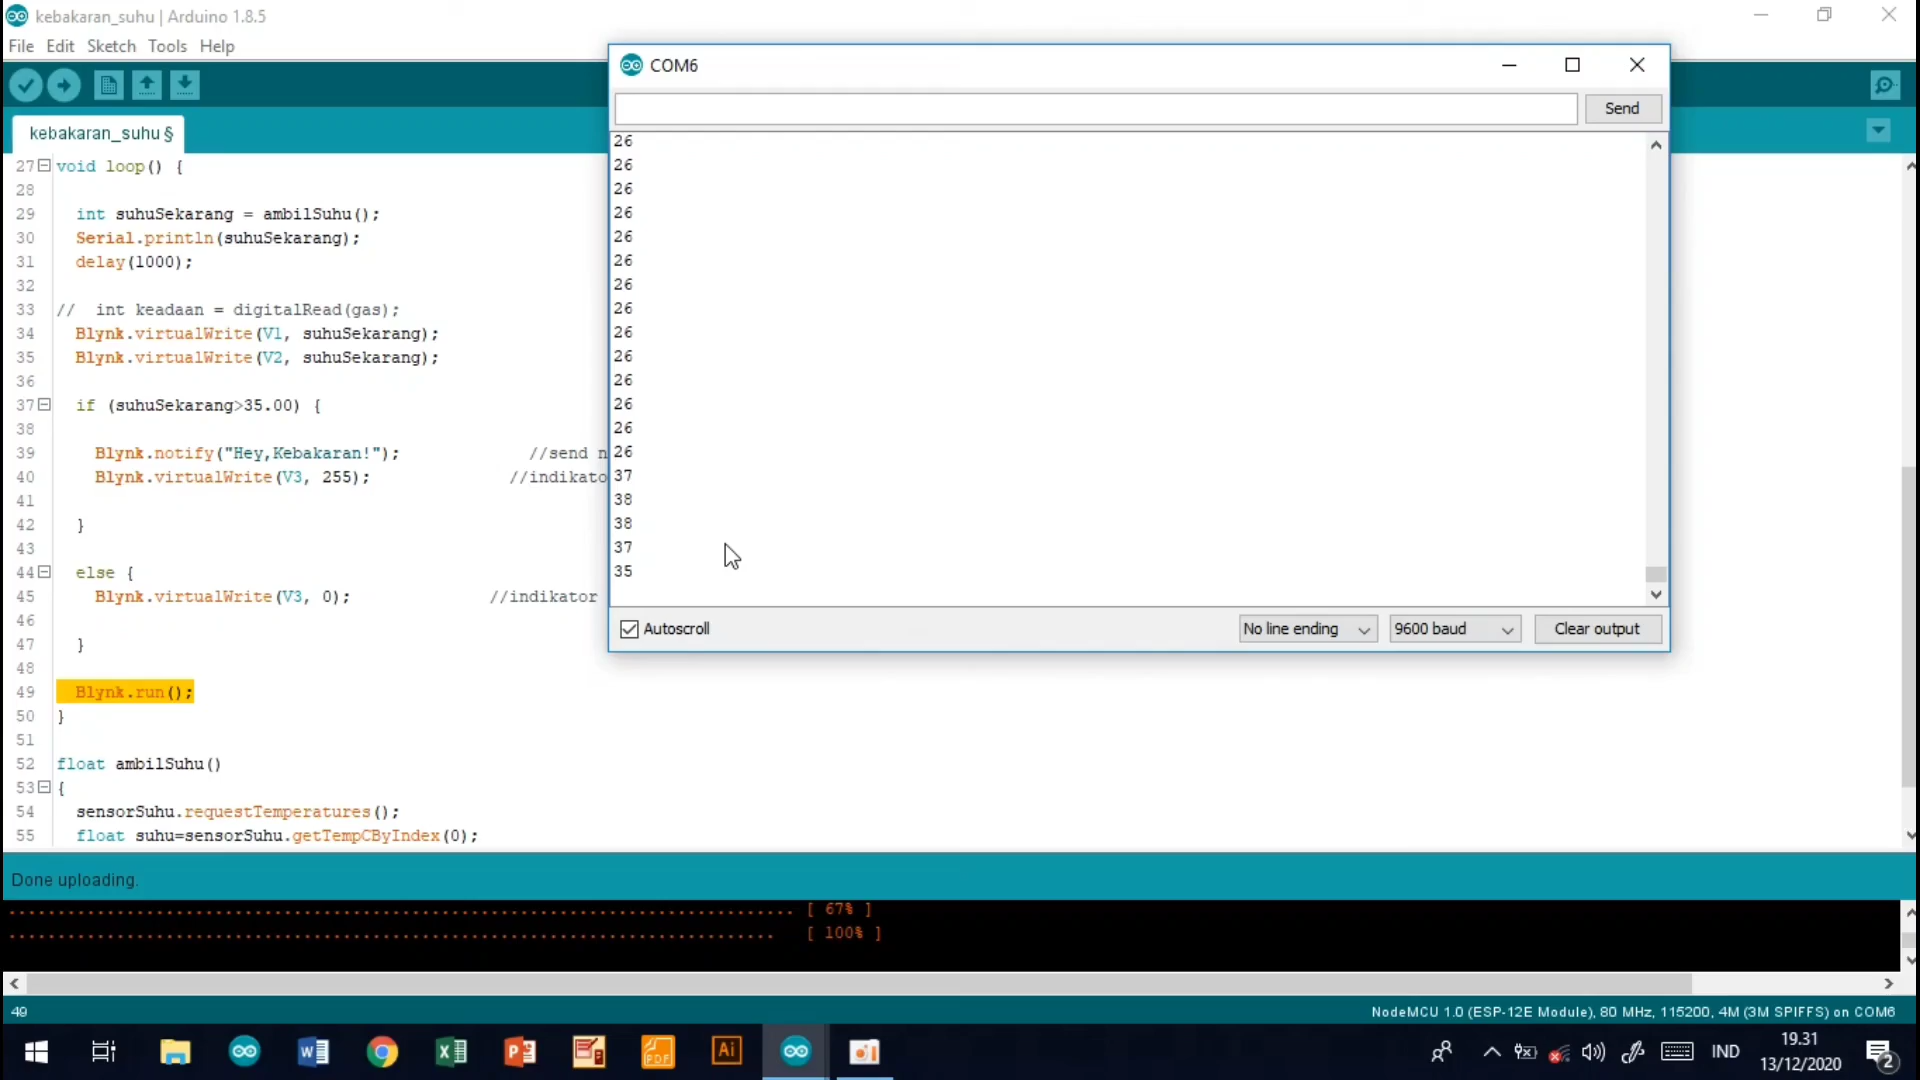 kebakaran_suhu | Arduino 1.8.5
File Edit Sketch Tools Help
kebakaran_suhu §
27 void loop() {
28
29 int suhuSekarang = ambilSuhu();
30 Serial.println(suhuSekarang);
31 delay(1000);
32
33 // int keadaan = digitalRead(gas);
34 Blynk.virtualWrite(V1, suhuSekarang);
35 Blynk.virtualWrite(V2, suhuSekarang);
36
37 if (suhuSekarang>35.00) {
38
39 Blynk.notify("Hey,Kebakaran!"); //send n
40 Blynk.virtualWrite(V3, 255); //indikato
41
42 }
43
44 else {
45 Blynk.virtualWrite(V3, 0); //indikator
46
47 }
48
49 Blynk.run();
50 }
51
52 float ambilSuhu()
53 {
54 sensorSuhu.requestTemperatures();
55 float suhu=sensorSuhu.getTempCByIndex(0);
COM6
Send
26
26
26
26
26
26
26
26
26
26
26
26
26
26
37
38
38
37
35
Autoscroll
No line ending
9600 baud
Clear output
Done uploading.
................................................................................ [ 67% ]
.............................................................................. [ 100% ]
49
NodeMCU 1.0 (ESP-12E Module), 80 MHz, 115200, 4M (3M SPIFFS) on COM6
PDF
Ai
IND
19.31
13/12/2020
2